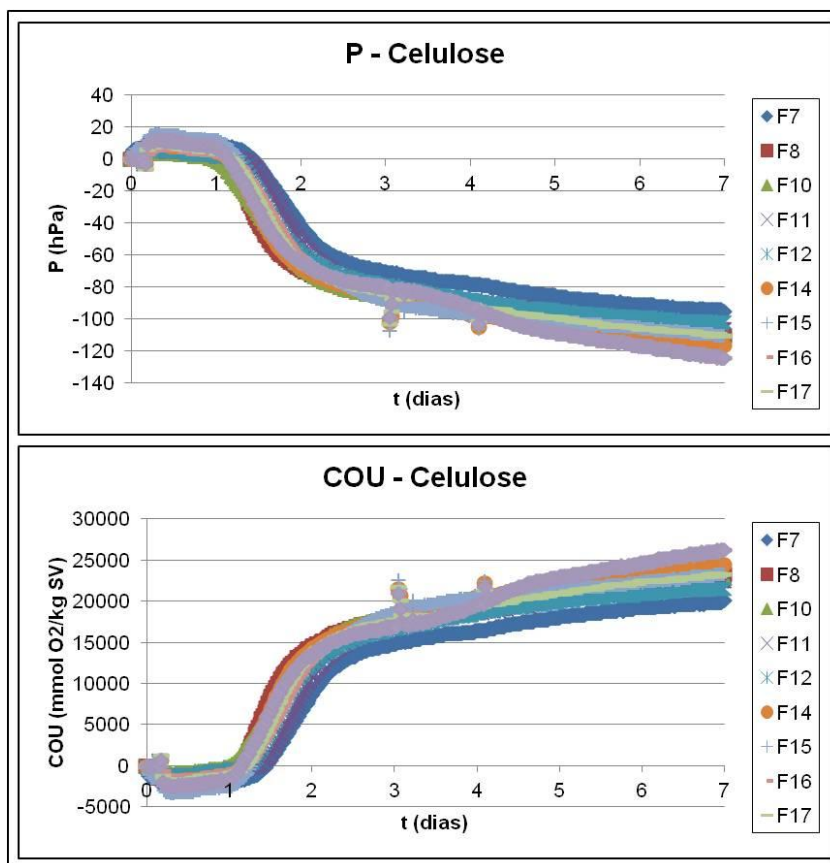 P - Celulose
40
20
0
-20
-40
-60
-80
-100
-120
-140
P (hPa)
0 1 2 3 4 5 6 7
t (dias)
F7
F8
F10
F11
F12
F14
F15
F16
F17
COU - Celulose
30000
25000
20000
15000
10000
5000
0
-5000
COU (mmol O2/kg SV)
0 1 2 3 4 5 6 7
t (dias)
F7
F8
F10
F11
F12
F14
F15
F16
F17